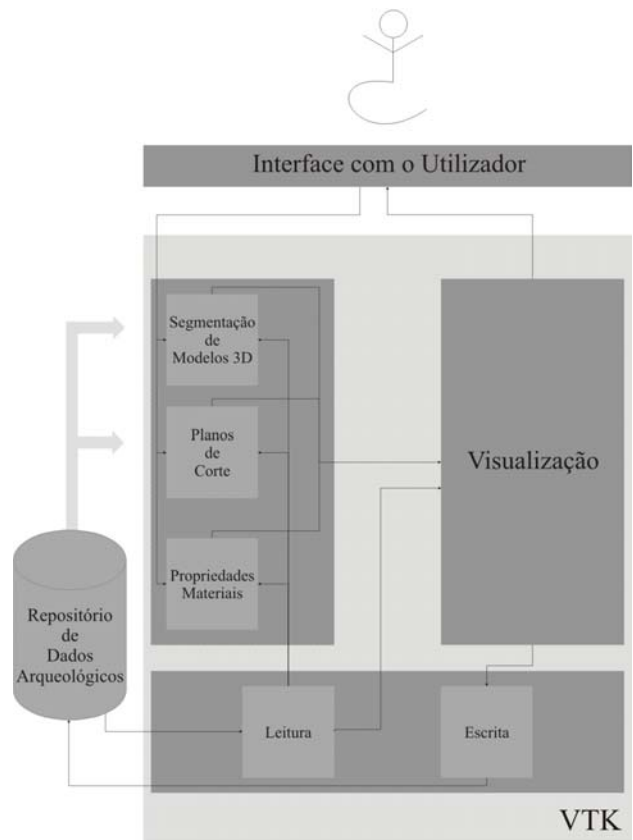 Interface com o Utilizador
Segmentação
de
Modelos 3D
Planos
de
Corte
Visualização
Propriedades
Materiais
Repositório
de
Dados
Arqueológicos
Leitura
Escrita
VTK